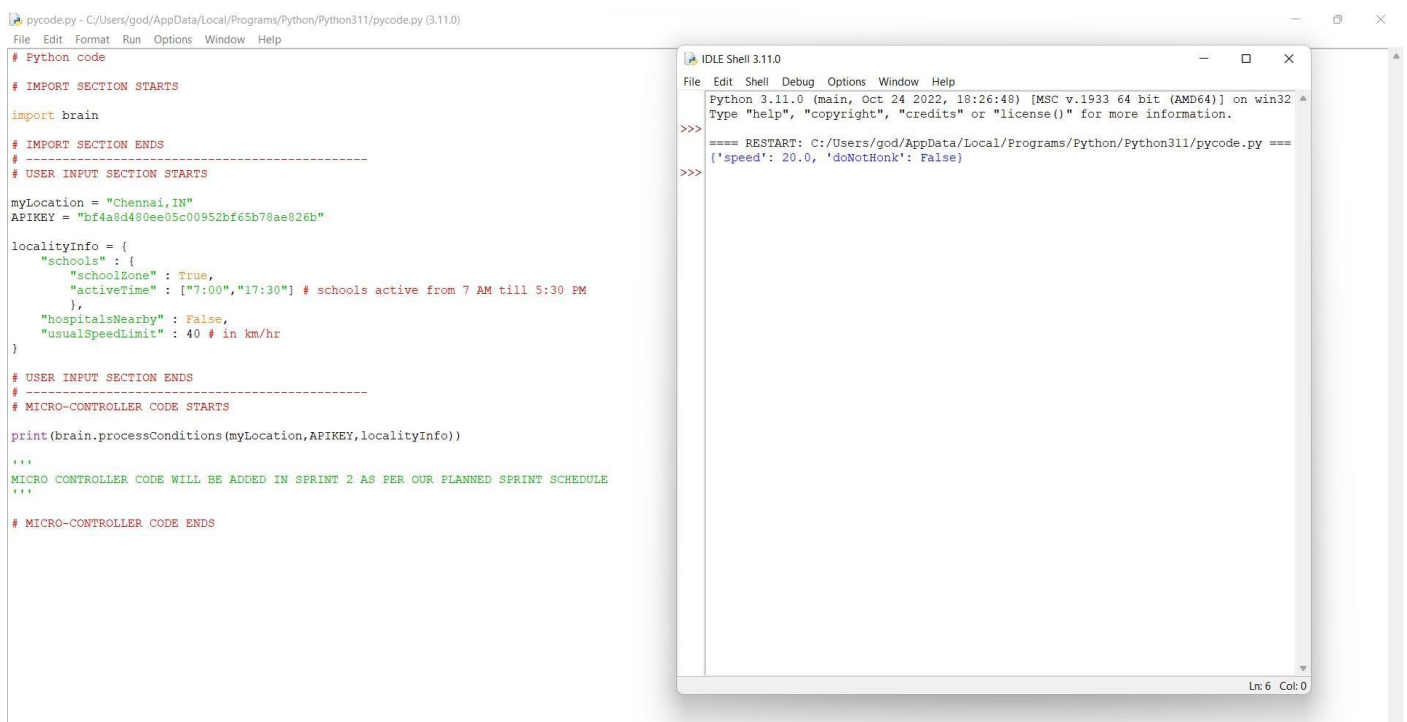 pycode.py - C:/Users/god/AppData/Local/Programs/Python/Python311/pycode.py (3.11.0)
File Edit Format Run Options Window Help
# Python code
# IMPORT SECTION STARTS
import brain
# IMPORT SECTION ENDS
# -----------------------------------------------
# USER INPUT SECTION STARTS
myLocation = "Chennai,IN"
APIKEY = "bf4a8d480ee05c00952bf65b78ae826b"
localityInfo = {
    "schools" : {
        "schoolZone" : True,
        "activeTime" : ["7:00","17:30"] # schools active from 7 AM till 5:30 PM
        },
    "hospitalsNearby" : False,
    "usualSpeedLimit" : 40 # in km/hr
}
# USER INPUT SECTION ENDS
# -----------------------------------------------
# MICRO-CONTROLLER CODE STARTS
print(brain.processConditions(myLocation,APIKEY,localityInfo))
'''
MICRO CONTROLLER CODE WILL BE ADDED IN SPRINT 2 AS PER OUR PLANNED SPRINT SCHEDULE
'''
# MICRO-CONTROLLER CODE ENDS
IDLE Shell 3.11.0
File Edit Shell Debug Options Window Help
Python 3.11.0 (main, Oct 24 2022, 18:26:48) [MSC v.1933 64 bit (AMD64)] on win32
Type "help", "copyright", "credits" or "license()" for more information.
>>>
==== RESTART: C:/Users/god/AppData/Local/Programs/Python/Python311/pycode.py ===
{'speed': 20.0, 'doNotHonk': False}
>>>
Ln: 6 Col: 0